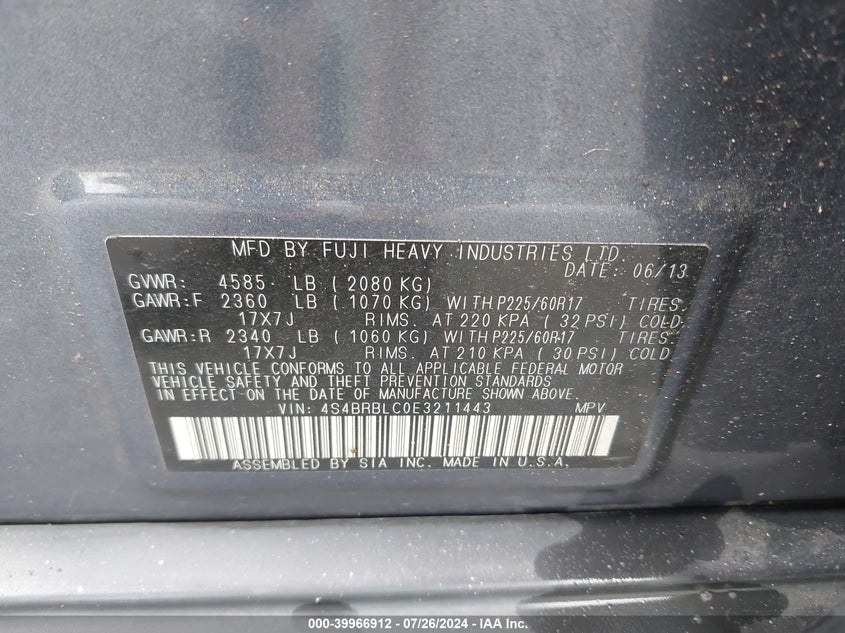 MFD BY FUJI HEAVY INDUSTRIES LTD.
DATE: 06/13
GVWR: 4585 LB ( 2080 KG)
GAWR:F 2360 LB ( 1070 KG) WITH P225/60R17 TIRES.
17X7J RIMS. AT 220 KPA ( 32 PSI) COLD
GAWR:R 2340 LB ( 1060 KG) WITH P225/60R17 TIRES.
17X7J RIMS. AT 210 KPA ( 30 PSI) COLD
THIS VEHICLE CONFORMS TO ALL APPLICABLE FEDERAL MOTOR
VEHICLE SAFETY AND THEFT PREVENTION STANDARDS
IN EFFECT ON THE DATE OF MANUFACTURE SHOWN ABOVE.
VIN: 4S4BRBLC0E3211443 MPV
ASSEMBLED BY SIA INC. MADE IN U.S.A.
000-39966912 - 07/26/2024 - IAA Inc.